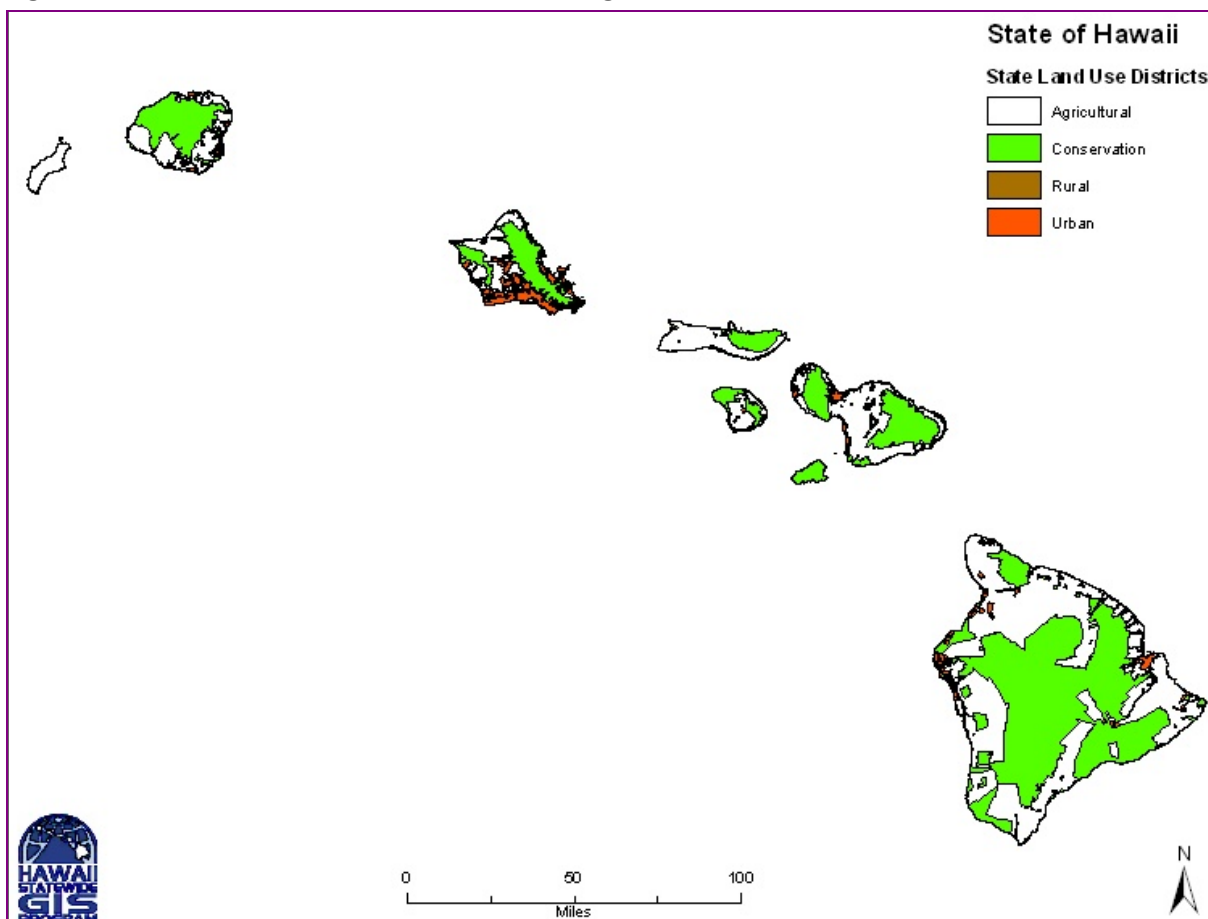 State of Hawaii
State Land Use Districts
Agricultural
Conservation
Rural
Urban
HAWAII
STATEWIDE
GIS
0 50 100
Miles
N